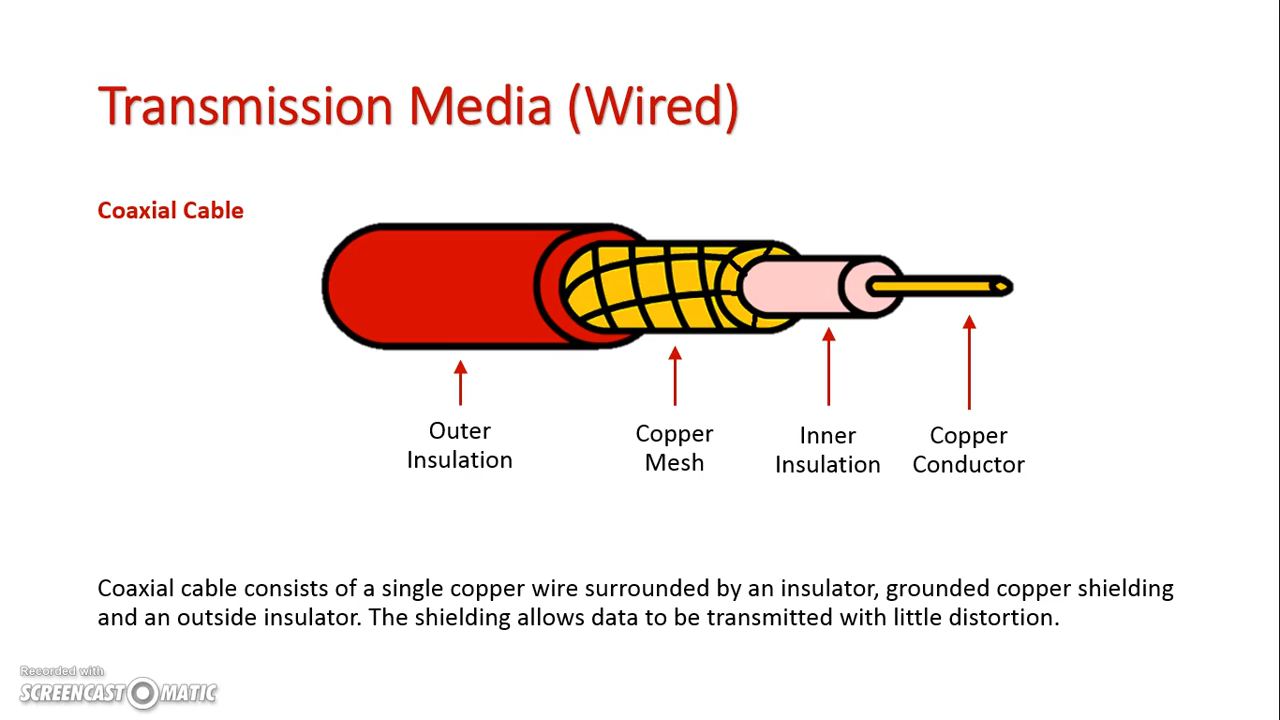 Transmission Media (Wired)
Coaxial Cable
Outer
Insulation
Copper
Mesh
Inner
Insulation
Copper
Conductor
Coaxial cable consists of a single copper wire surrounded by an insulator, grounded copper shielding
and an outside insulator. The shielding allows data to be transmitted with little distortion.
Recorded with
SCREENCAST MATIC